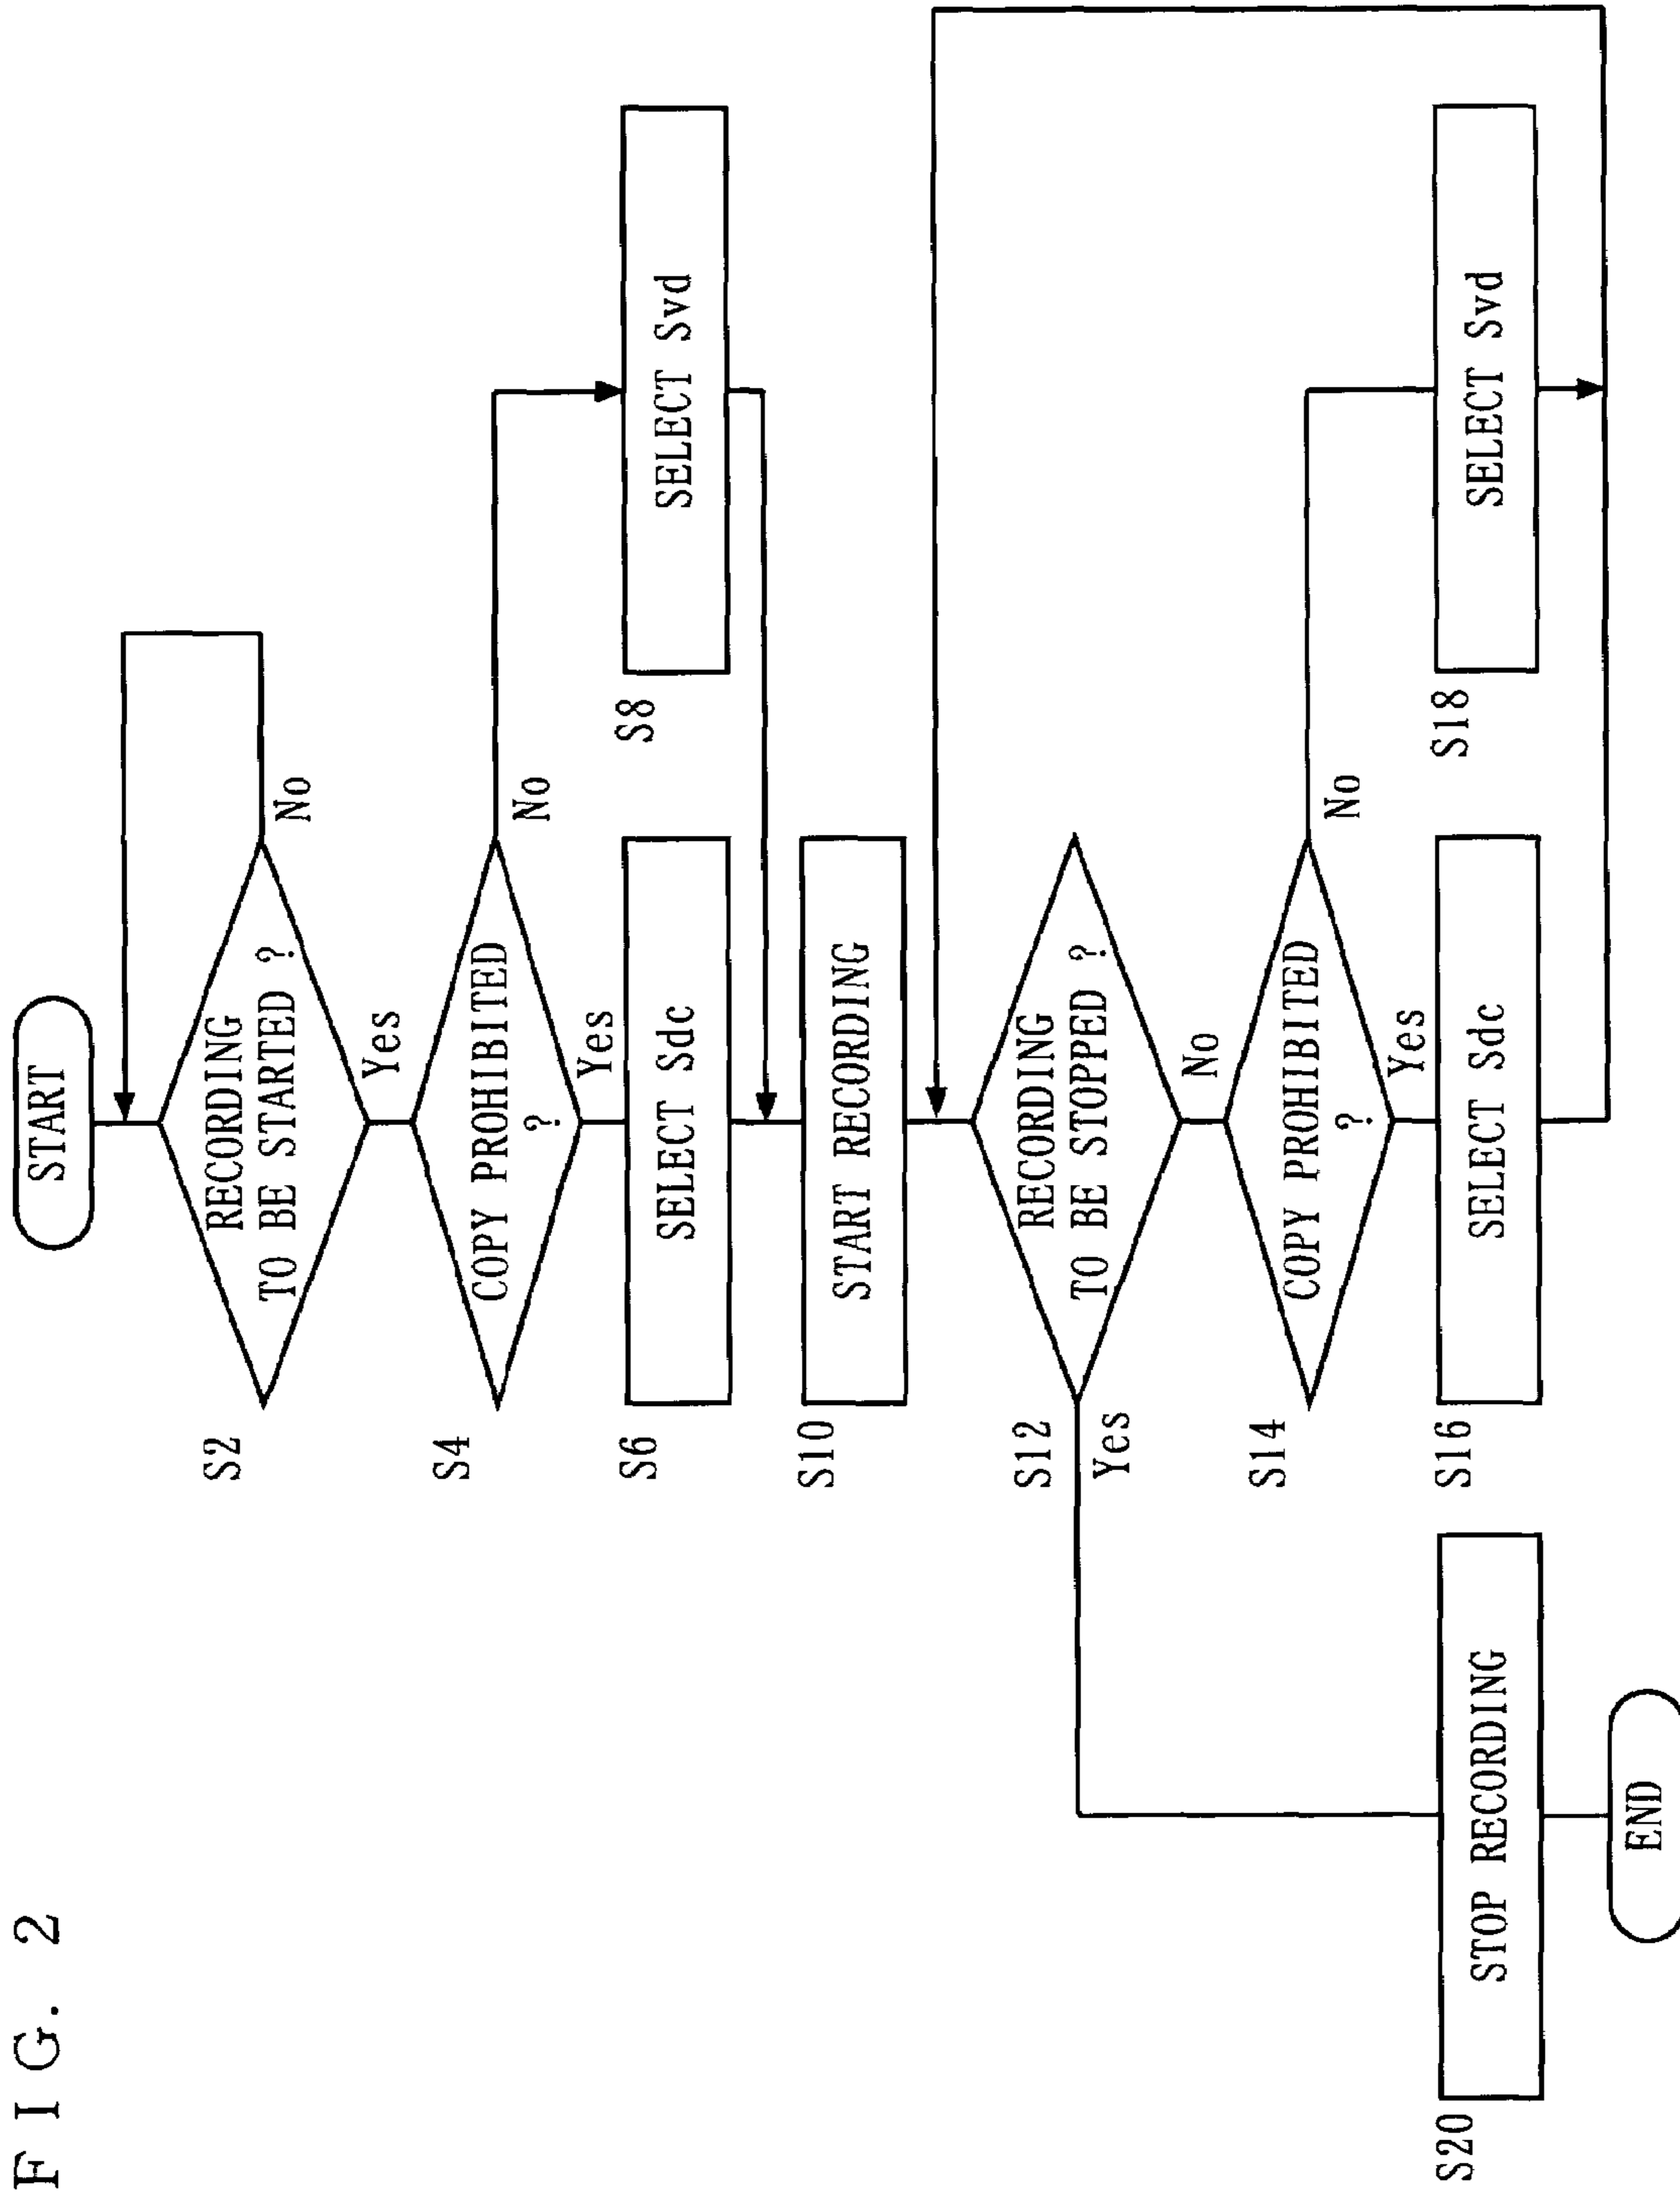 FIG. 2
START
S2
RECORDING
TO BE STARTED ?
No
Yes
S4
COPY PROHIBITED
?
No
Yes
S6
SELECT Sdc
S8
SELECT Svd
S10
START RECORDING
S12
RECORDING
TO BE STOPPED ?
Yes
No
S14
COPY PROHIBITED
?
No
Yes
S16
SELECT Sdc
S18
SELECT Svd
S20
STOP RECORDING
END